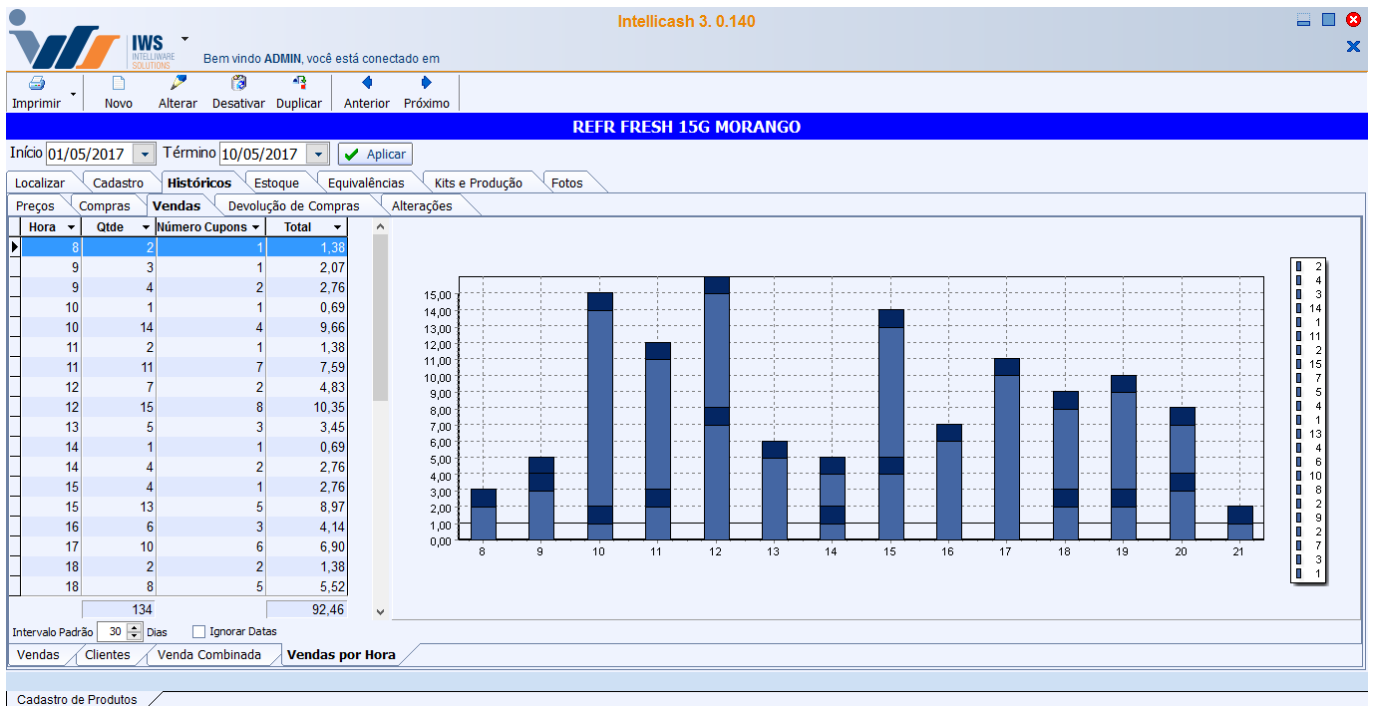 Intellicash 3. 0.140
IWS
INTELLIWARE
SOLUTIONS
Bem vindo ADMIN, você está conectado em
Imprimir Novo Alterar Desativar Duplicar Anterior Próximo
REFR FRESH 15G MORANGO
Início 01/05/2017 Término 10/05/2017 Aplicar
Localizar Cadastro Históricos Estoque Equivalências Kits e Produção Fotos
Preços Compras Vendas Devolução de Compras Alterações
Hora Qtde Número Cupons Total
8 2 1 1,38
9 3 1 2,07
9 4 2 2,76
10 1 1 0,69
10 14 4 9,66
11 2 1 1,38
11 11 7 7,59
12 7 2 4,83
12 15 8 10,35
13 5 3 3,45
14 1 1 0,69
14 4 2 2,76
15 4 1 2,76
15 13 5 8,97
16 6 3 4,14
17 10 6 6,90
18 2 2 1,38
18 8 5 5,52
134 92,46
15,00
14,00
13,00
12,00
11,00
10,00
9,00
8,00
7,00
6,00
5,00
4,00
3,00
2,00
1,00
0,00
8 9 10 11 12 13 14 15 16 17 18 19 20 21
2
4
3
14
1
11
2
15
7
5
4
1
13
4
6
10
8
2
9
2
7
3
1
Intervalo Padrão 30 Dias Ignorar Datas
Vendas Clientes Venda Combinada Vendas por Hora
Cadastro de Produtos